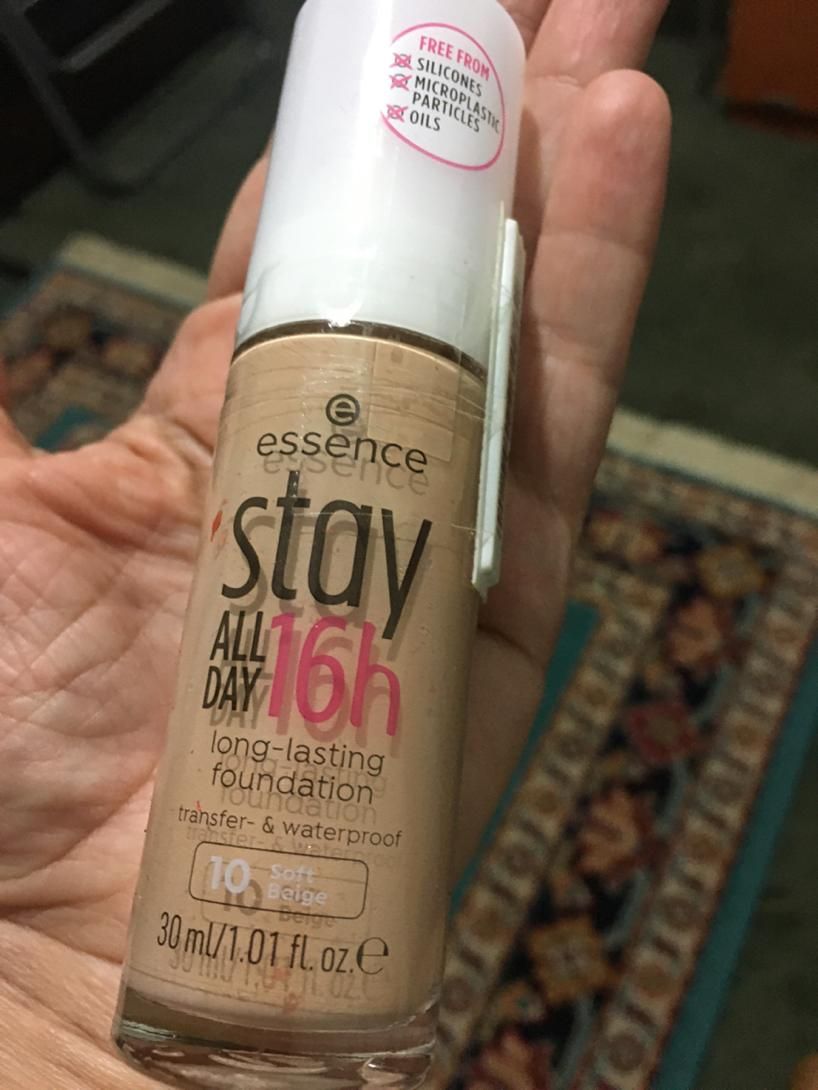 FREE FROM
SILICONES
MICROPLASTIC
PARTICLES
OILS
e
essence
stay
ALL
DAY 16h
long-lasting
foundation
transfer- & waterproof
10 Soft
Beige
30 ml/1.01 fl. oz. ℮